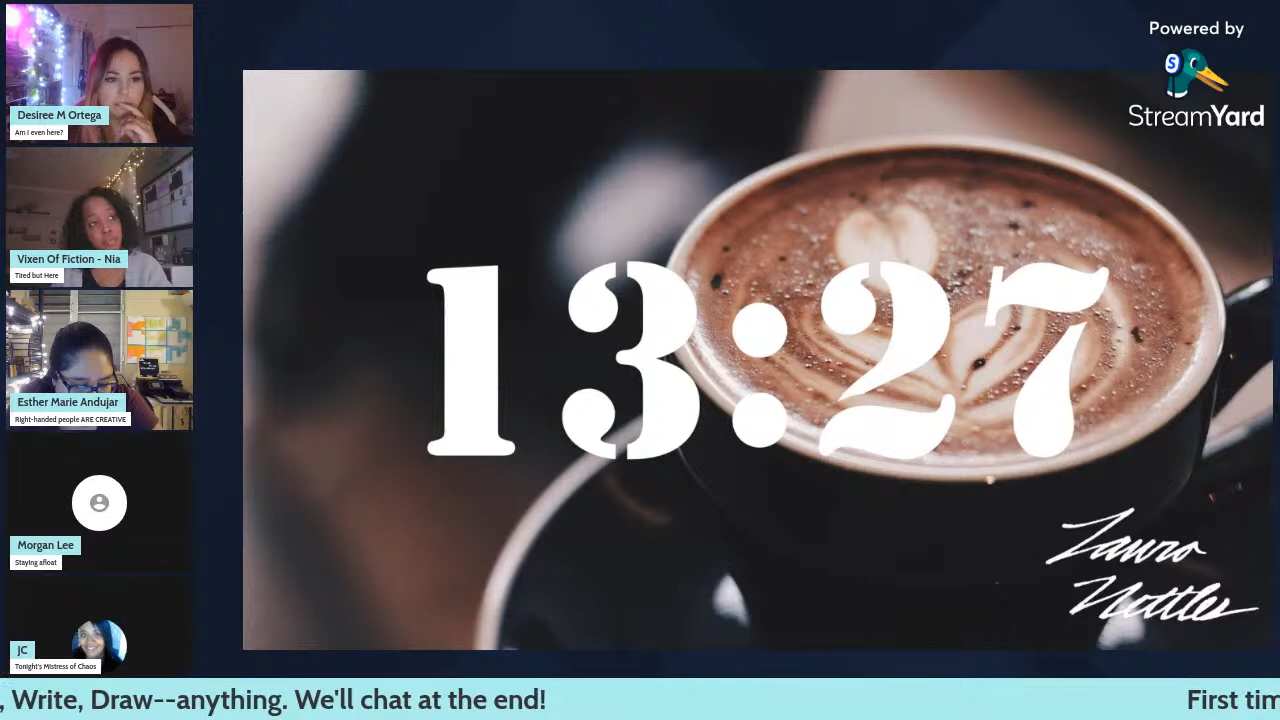 Desiree M Ortega
Am I even here?
Vixen Of Fiction - Nia
Tired but Here
Esther Marie Andujar
Right-handed people ARE CREATIVE
Morgan Lee
Staying afloat
JC
Tonight's Mistress of Chaos
Powered by
S
StreamYard
13:27
, Write, Draw--anything. We'll chat at the end!
First tim